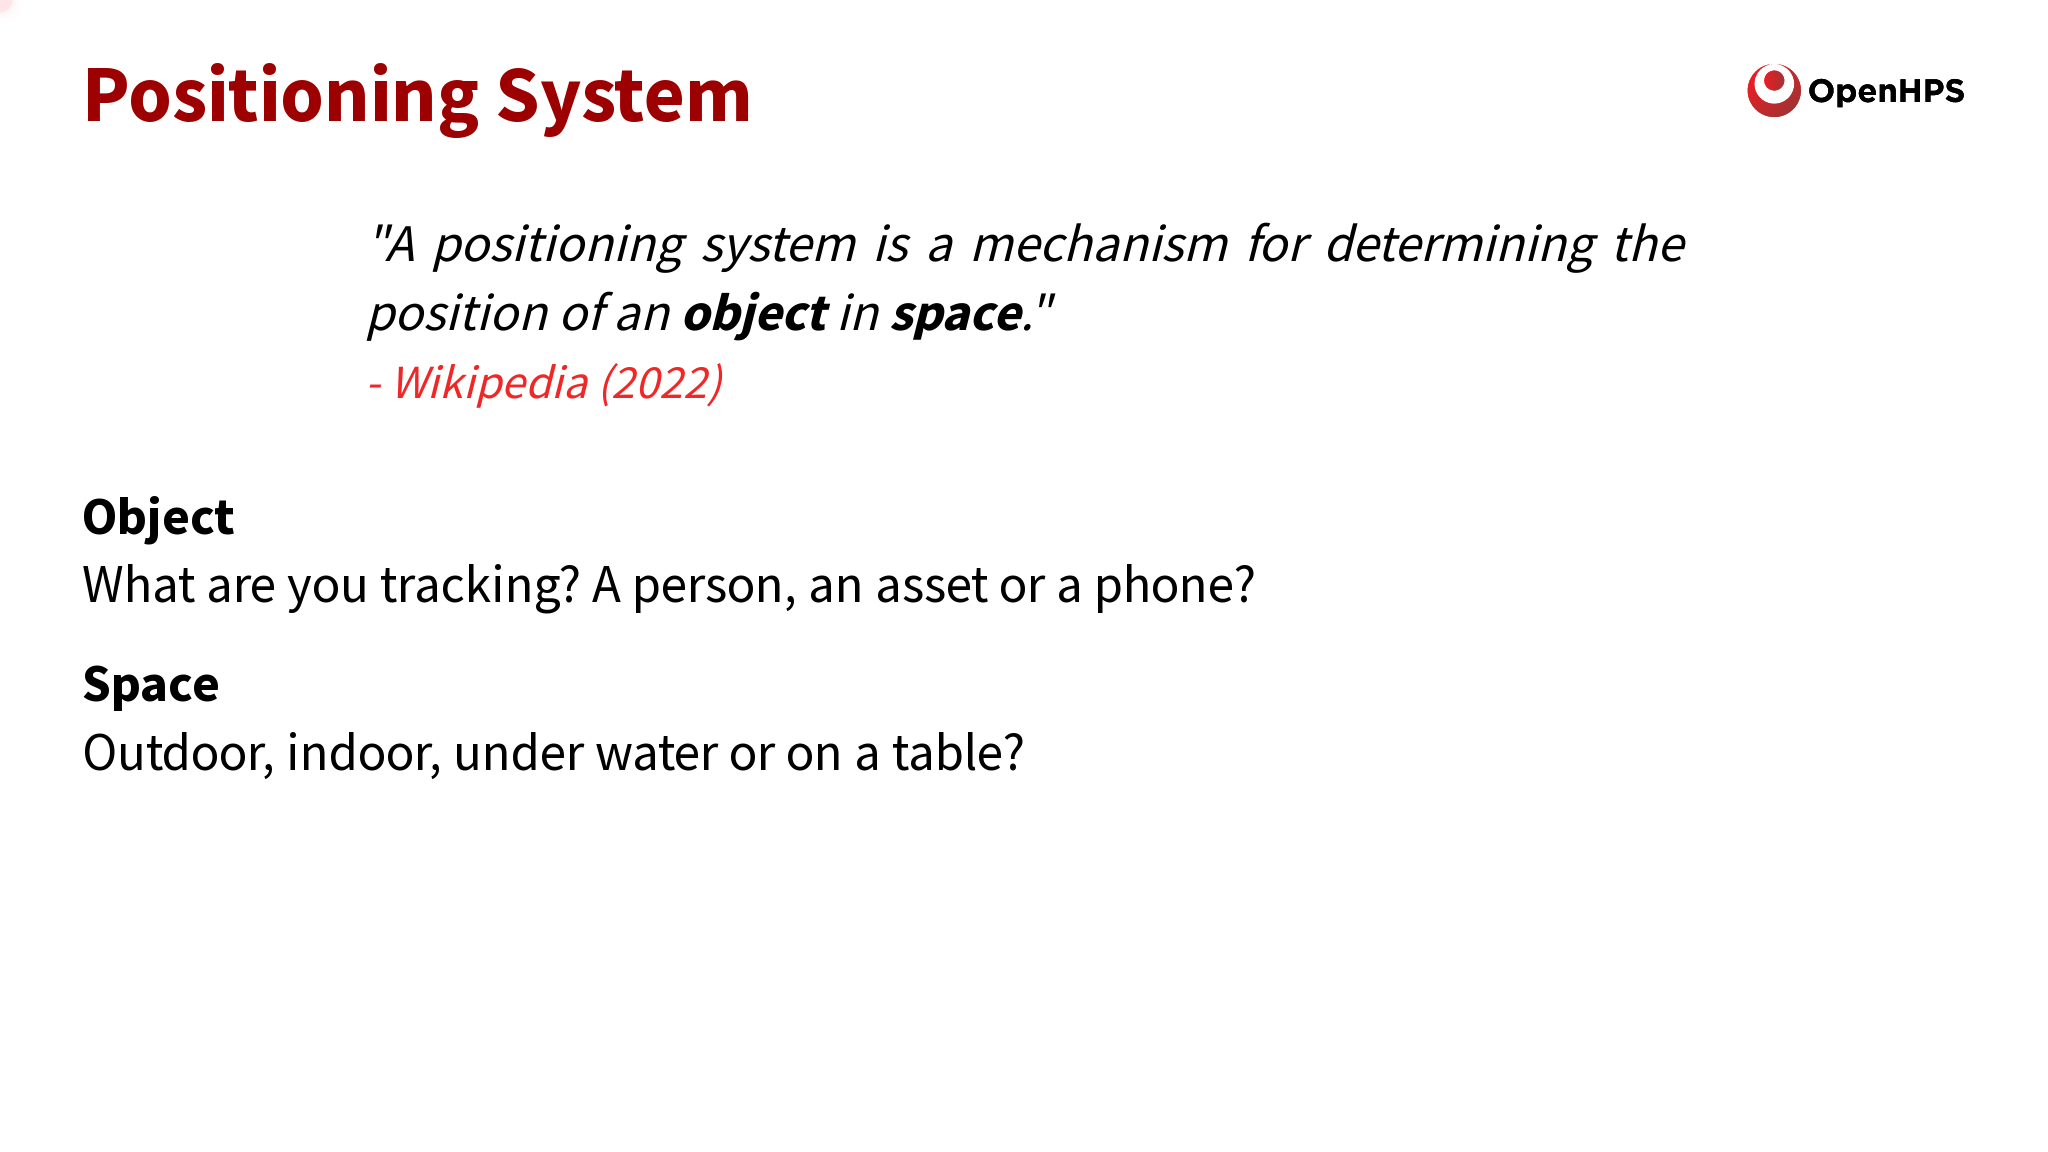 Positioning System
OpenHPS
"A positioning system is a mechanism for determining the
position of an object in space."
- Wikipedia (2022)
Object
What are you tracking? A person, an asset or a phone?
Space
Outdoor, indoor, under water or on a table?